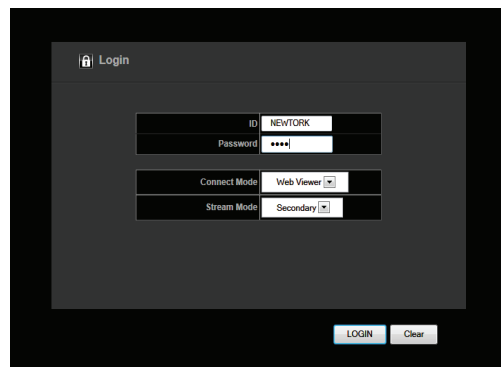 Login
ID NEWTORK
Password ••••
Connect Mode Web Viewer
Stream Mode Secondary
LOGIN Clear